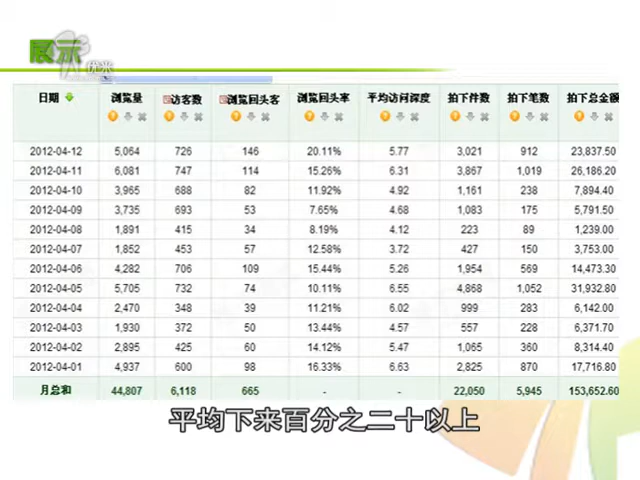 展示
优米
日期 浏览量 访客数 浏览回头客 浏览回头率 平均访问深度 拍下件数 拍下笔数 拍下总金额
2012-04-12 5,064 726 146 20.11% 5.77 3,021 912 23,837.50
2012-04-11 6,081 747 114 15.26% 6.31 3,867 1,019 26,186.20
2012-04-10 3,965 688 82 11.92% 4.92 1,161 238 7,894.40
2012-04-09 3,735 693 53 7.65% 4.68 1,083 175 5,791.50
2012-04-08 1,891 415 34 8.19% 4.12 223 89 1,239.00
2012-04-07 1,852 453 57 12.58% 3.72 427 150 3,753.00
2012-04-06 4,282 706 109 15.44% 5.26 1,954 569 14,473.30
2012-04-05 5,705 732 74 10.11% 6.55 4,868 1,052 31,932.80
2012-04-04 2,470 348 39 11.21% 6.02 999 283 6,142.00
2012-04-03 1,930 372 50 13.44% 4.57 557 228 6,371.70
2012-04-02 2,895 425 60 14.12% 5.47 1,065 360 8,314.40
2012-04-01 4,937 600 98 16.33% 6.63 2,825 870 17,716.80
月总和 44,807 6,118 665 - - 22,050 5,945 153,652.60
平均下来百分之二十以上